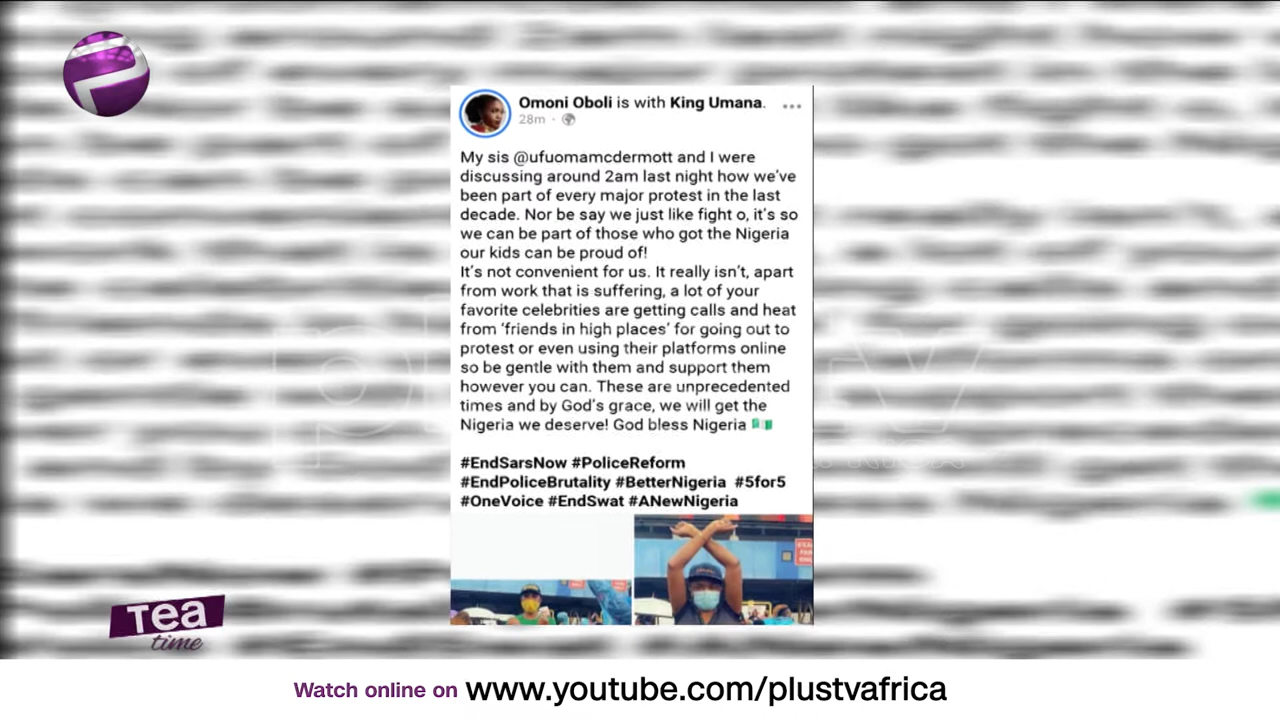 Omoni Oboli is with King Umana.
28m ·
My sis @ufuomamcdermott and I were
discussing around 2am last night how we've
been part of every major protest in the last
decade. Nor be say we just like fight o, it's so
we can be part of those who got the Nigeria
our kids can be proud of!
It's not convenient for us. It really isn't, apart
from work that is suffering, a lot of your
favorite celebrities are getting calls and heat
from 'friends in high places' for going out to
protest or even using their platforms online
so be gentle with them and support them
however you can. These are unprecedented
times and by God's grace, we will get the
Nigeria we deserve! God bless Nigeria 🇳🇬
#EndSarsNow #PoliceReform
#EndPoliceBrutality #BetterNigeria #5for5
#OneVoice #EndSwat #ANewNigeria
Tea
time
Watch online on www.youtube.com/plustvafrica